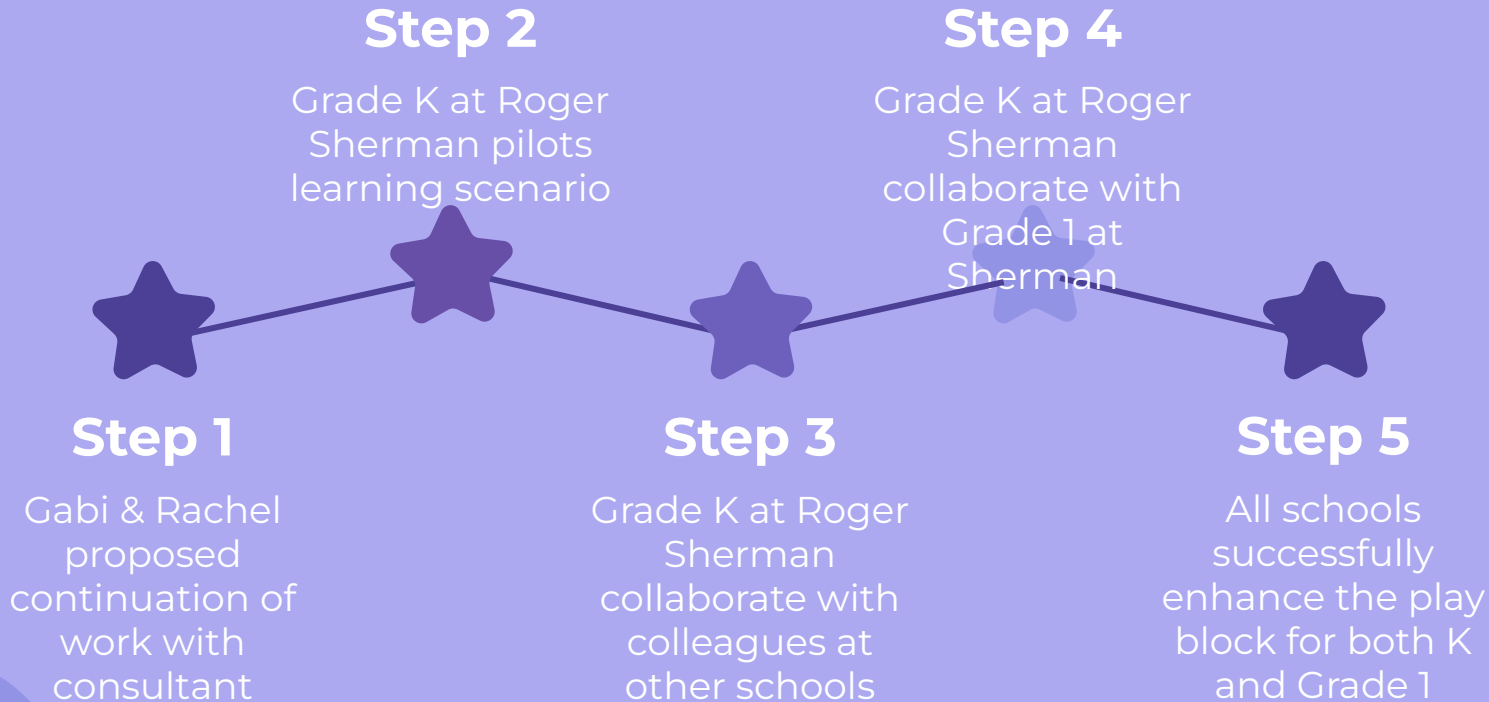 Step 1
Gabi & Rachel
proposed
continuation of
work with
consultant
Step 2
Grade K at Roger
Sherman pilots
learning scenario
Step 3
Grade K at Roger
Sherman
collaborate with
colleagues at
other schools
Step 4
Grade K at Roger
Sherman
collaborate with
Grade 1 at
Sherman
Step 5
All schools
successfully
enhance the play
block for both K
and Grade 1